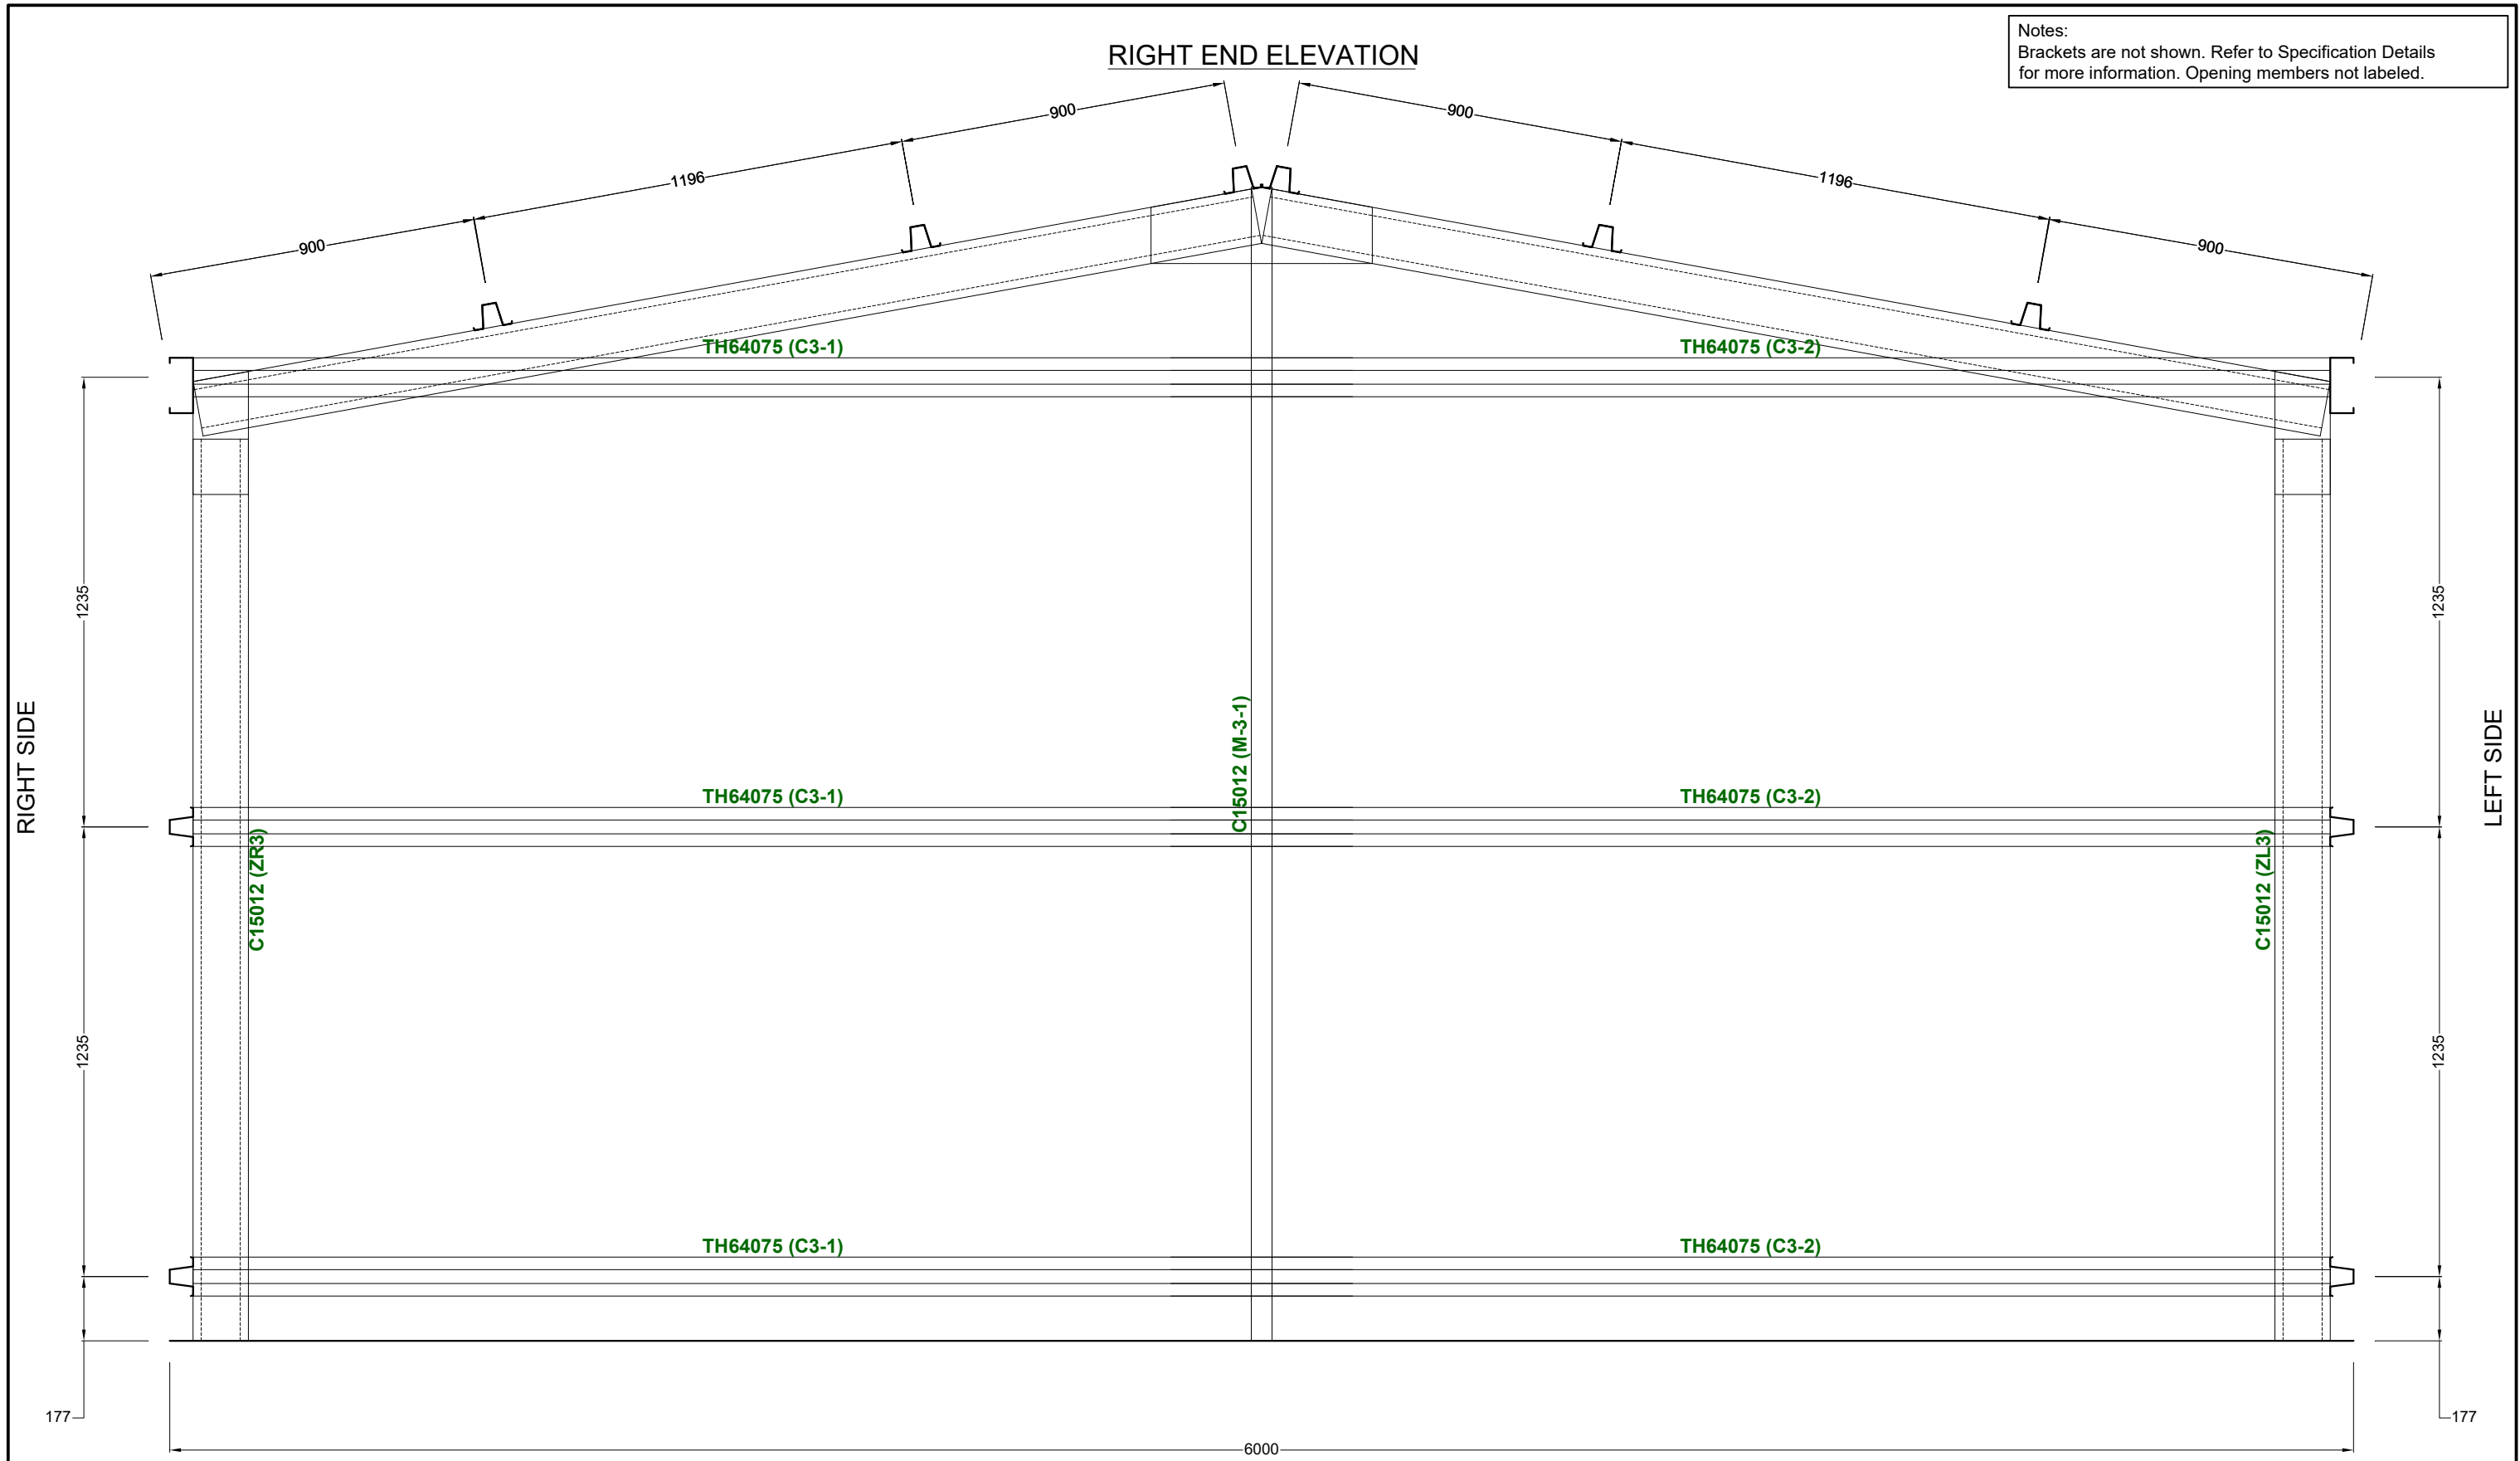 Notes:
Brackets are not shown. Refer to Specification Details
for more information. Opening members not labeled.
RIGHT END ELEVATION
900
900
1196
1196
900
900
TH64075 (C3-1)
TH64075 (C3-2)
1235
1235
RIGHT SIDE
C15012 (M-3-1)
LEFT SIDE
TH64075 (C3-1)
TH64075 (C3-2)
C15012 (ZR3)
C15012 (ZL3)
1235
1235
TH64075 (C3-1)
TH64075 (C3-2)
177
177
6000